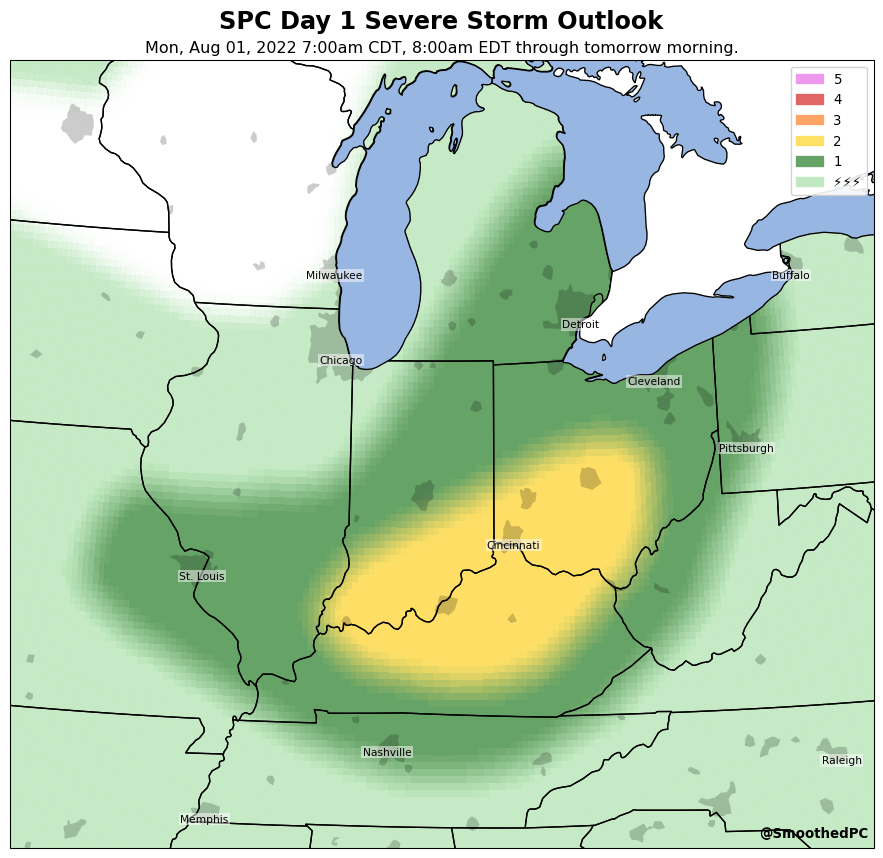 SPC Day 1 Severe Storm Outlook
Mon, Aug 01, 2022 7:00am CDT, 8:00am EDT through tomorrow morning.
5
4
3
2
1
⚡⚡⚡
Milwaukee
Buffalo
Detroit
Chicago
Cleveland
Pittsburgh
Cincinnati
St. Louis
Nashville
Raleigh
Memphis
@SmoothedPC